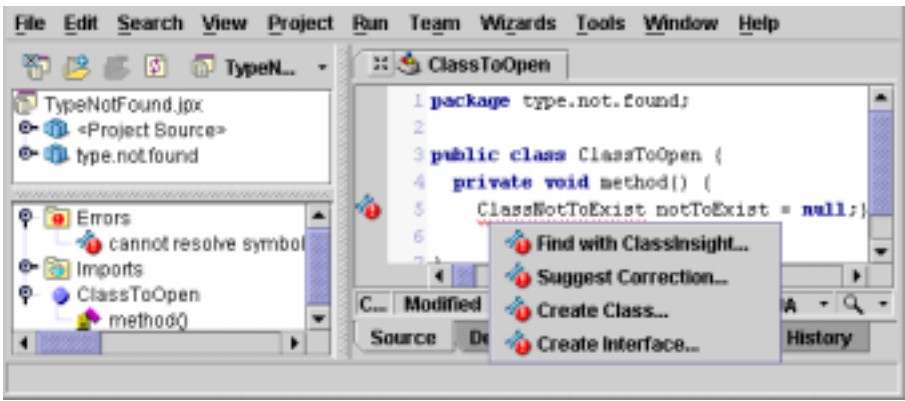 File Edit Search View Project Run Team Wizards Tools Window Help
TypeN...
TypeNotFound.jpx
<Project Source>
type.not.found
Errors
cannot resolve symbol
Imports
ClassToOpen
method()
ClassToOpen
1 package type.not.found;
2
3 public class ClassToOpen {
4 private void method() {
5 ClassNotToExist notToExist = null;}
6
Find with ClassInsight...
Suggest Correction...
Create Class...
Create Interface...
C... Modified
Source De History